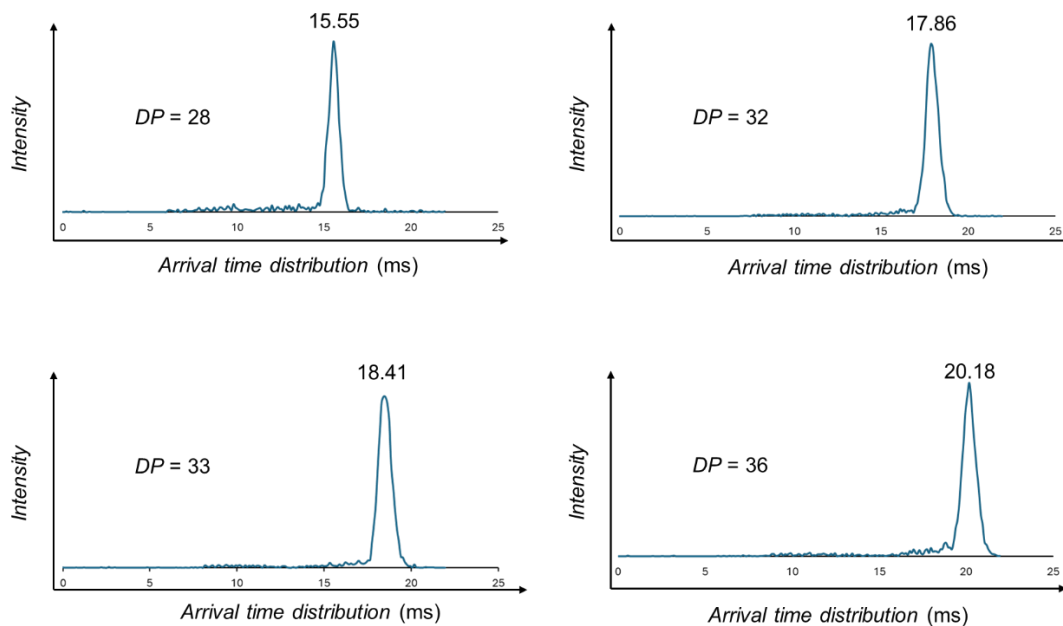 15.55
Intensity
DP = 28
0 5 10 15 20 25
Arrival time distribution (ms)
17.86
Intensity
DP = 32
0 5 10 15 20 25
Arrival time distribution (ms)
18.41
Intensity
DP = 33
0 5 10 15 20 25
Arrival time distribution (ms)
20.18
Intensity
DP = 36
0 5 10 15 20 25
Arrival time distribution (ms)